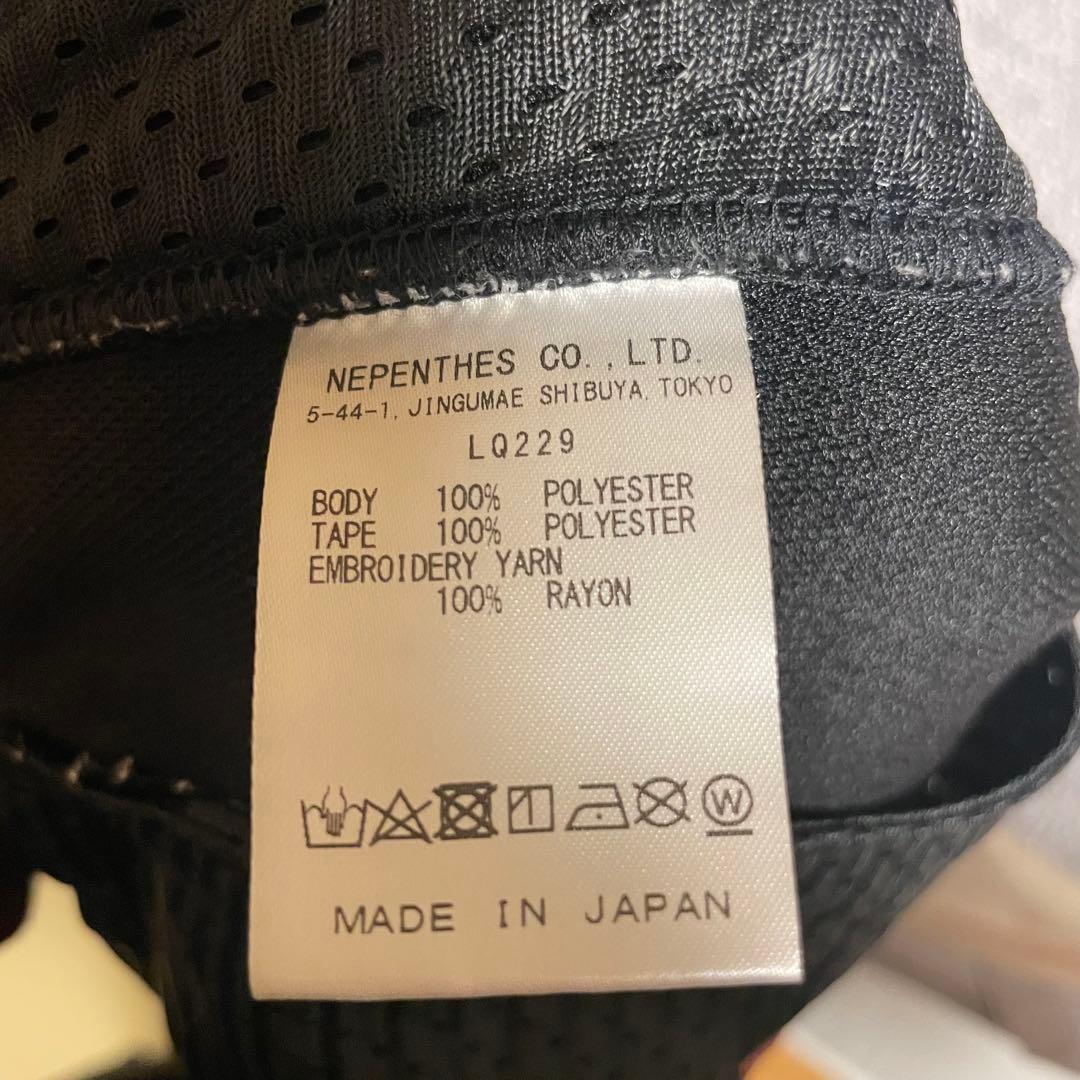 NEPENTHES CO.,LTD.
5-44-1, JINGUMAE SHIBUYA, TOKYO
LQ229
BODY 100% POLYESTER
TAPE 100% POLYESTER
EMBROIDERY YARN
100% RAYON
W
MADE IN JAPAN